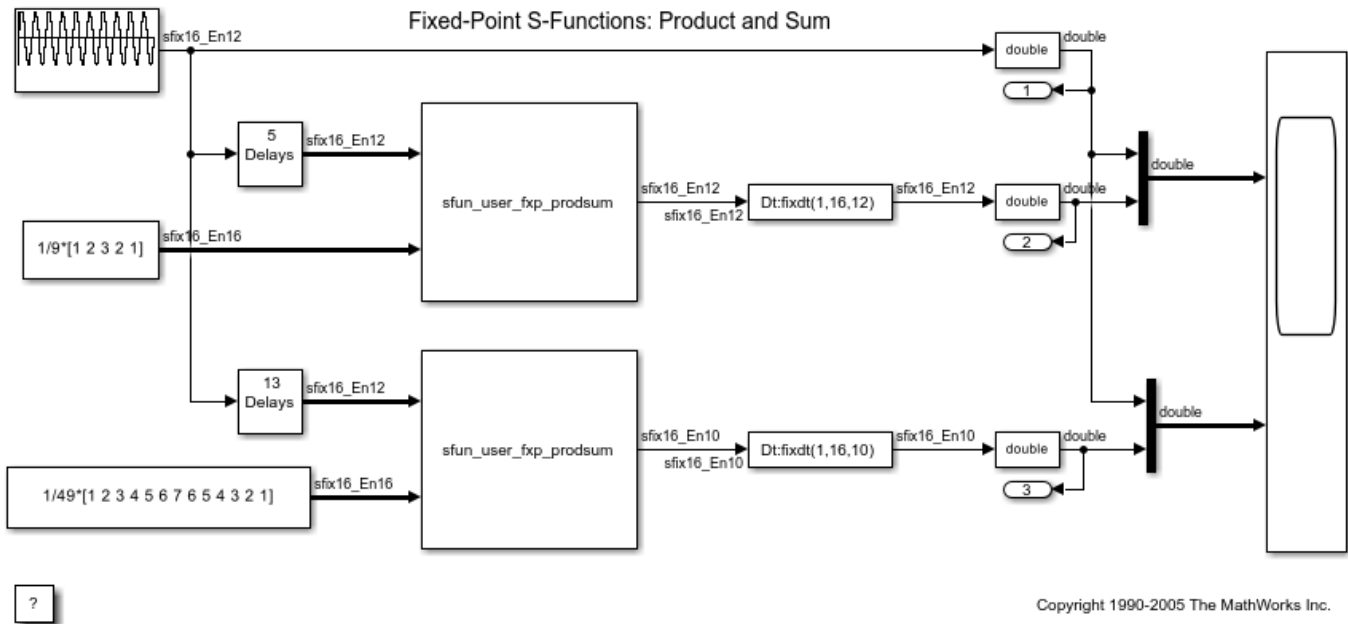 Fixed-Point S-Functions: Product and Sum
sfix16_En12
double
double
1
5
Delays
sfix16_En12
sfun_user_fxp_prodsum
sfix16_En12
sfix16_En12
Dt:fixdt(1,16,12)
sfix16_En12
double
double
2
double
1/9*[1 2 3 2 1]
sfix16_En16
13
Delays
sfix16_En12
sfun_user_fxp_prodsum
sfix16_En10
sfix16_En10
Dt:fixdt(1,16,10)
sfix16_En10
double
double
3
double
1/49*[1 2 3 4 5 6 7 6 5 4 3 2 1]
sfix16_En16
?
Copyright 1990-2005 The MathWorks Inc.